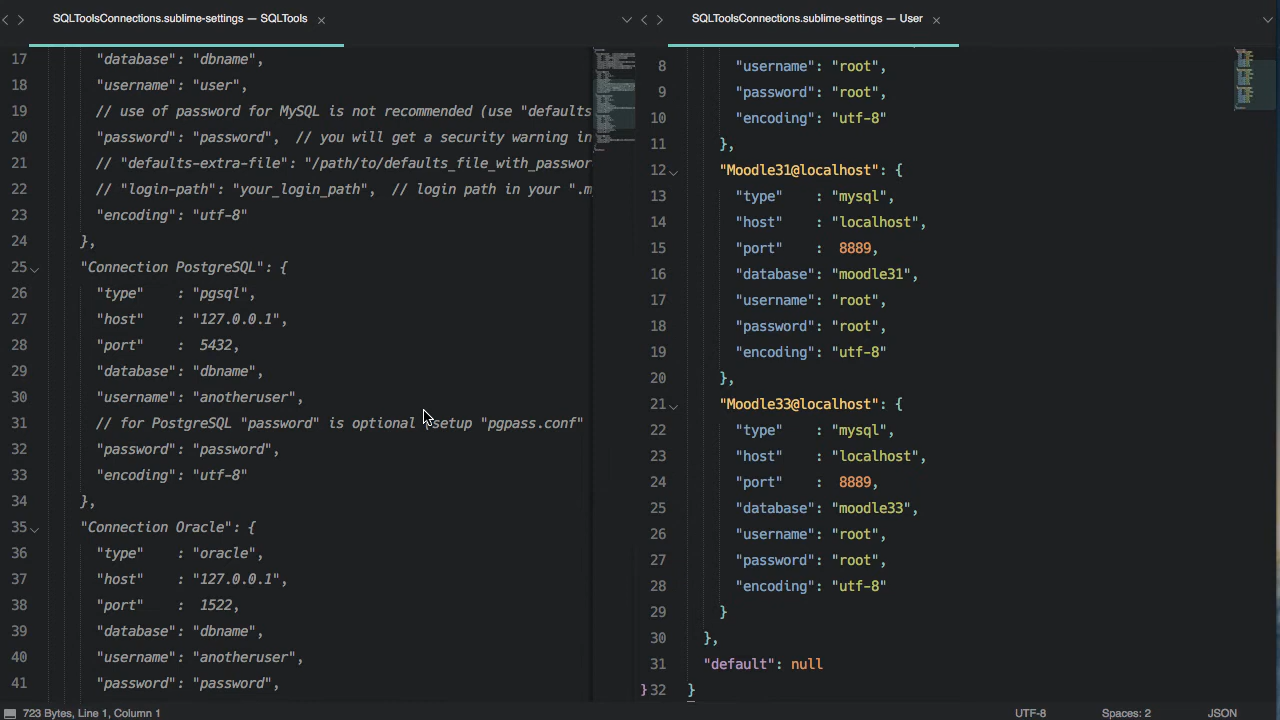 SQLToolsConnections.sublime-settings — SQLTools
SQLToolsConnections.sublime-settings — User
17 "database": "dbname",
18 "username": "user",
19 // use of password for MySQL is not recommended (use "defaults
20 "password": "password",  // you will get a security warning in
21 // "defaults-extra-file": "/path/to/defaults_file_with_passwor
22 // "login-path": "your_login_path",  // login path in your ".m
23 "encoding": "utf-8"
24 },
25 "Connection PostgreSQL": {
26 "type"    : "pgsql",
27 "host"    : "127.0.0.1",
28 "port"    :  5432,
29 "database": "dbname",
30 "username": "anotheruser",
31 // for PostgreSQL "password" is optional setup "pgpass.conf"
32 "password": "password",
33 "encoding": "utf-8"
34 },
35 "Connection Oracle": {
36 "type"    : "oracle",
37 "host"    : "127.0.0.1",
38 "port"    :  1522,
39 "database": "dbname",
40 "username": "anotheruser",
41 "password": "password",
8 "username": "root",
9 "password": "root",
10 "encoding": "utf-8"
11 },
12 "Moodle31@localhost": {
13 "type"    : "mysql",
14 "host"    : "localhost",
15 "port"    :  8889,
16 "database": "moodle31",
17 "username": "root",
18 "password": "root",
19 "encoding": "utf-8"
20 },
21 "Moodle33@localhost": {
22 "type"    : "mysql",
23 "host"    : "localhost",
24 "port"    :  8889,
25 "database": "moodle33",
26 "username": "root",
27 "password": "root",
28 "encoding": "utf-8"
29 }
30 },
31 "default": null
} 32 }
723 Bytes, Line 1, Column 1
UTF-8
Spaces: 2
JSON